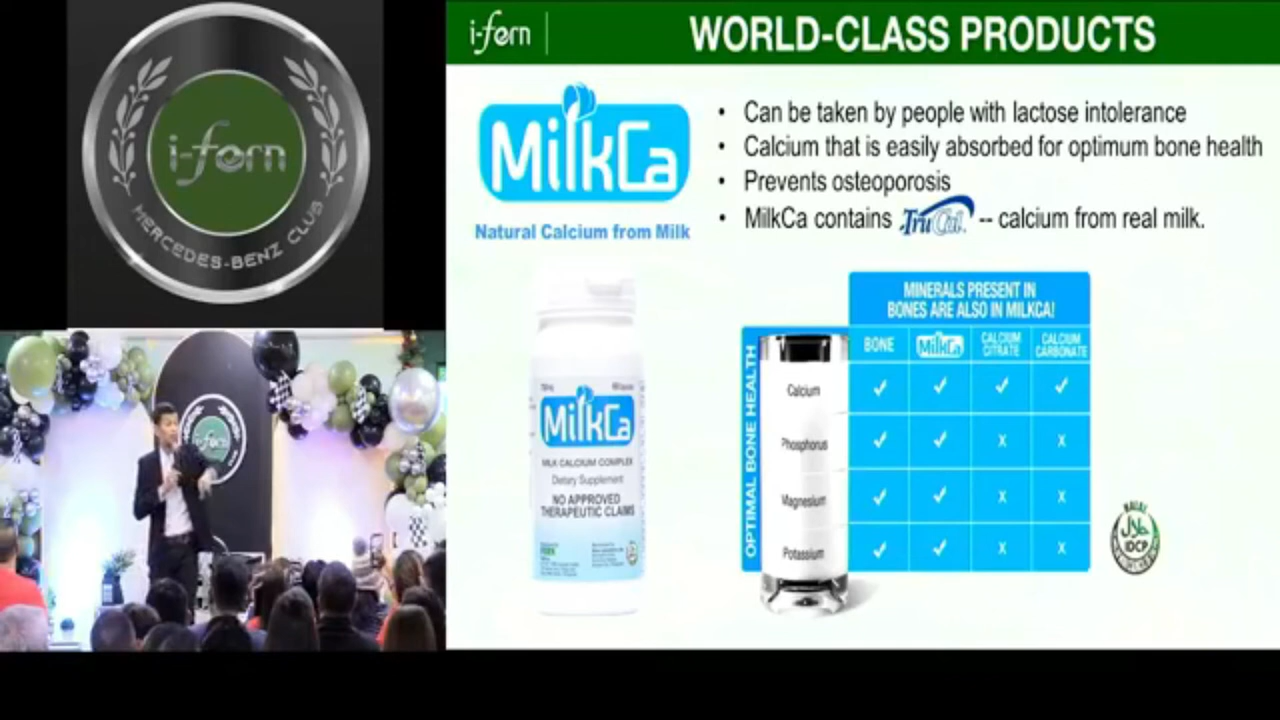 i-fern
MERCEDES-BENZ CLUB
i-fern
i-fern
WORLD-CLASS PRODUCTS
MilkCa
Natural Calcium from Milk
• Can be taken by people with lactose intolerance
• Calcium that is easily absorbed for optimum bone health
• Prevents osteoporosis
• MilkCa contains TruCal -- calcium from real milk.
MilkCa
MILK CALCIUM COMPLEX
Dietary Supplement
NO APPROVED
THERAPEUTIC CLAIMS
MINERALS PRESENT IN
BONES ARE ALSO IN MILKCA!
OPTIMAL BONE HEALTH
BONE
MilkCa
CALCIUM
CITRATE
CALCIUM
CARBONATE
Calcium ✓ ✓ ✓ ✓
Phosphorus ✓ ✓ x x
Magnesium ✓ ✓ x x
Potassium ✓ ✓ x x
HALAL
IDCP